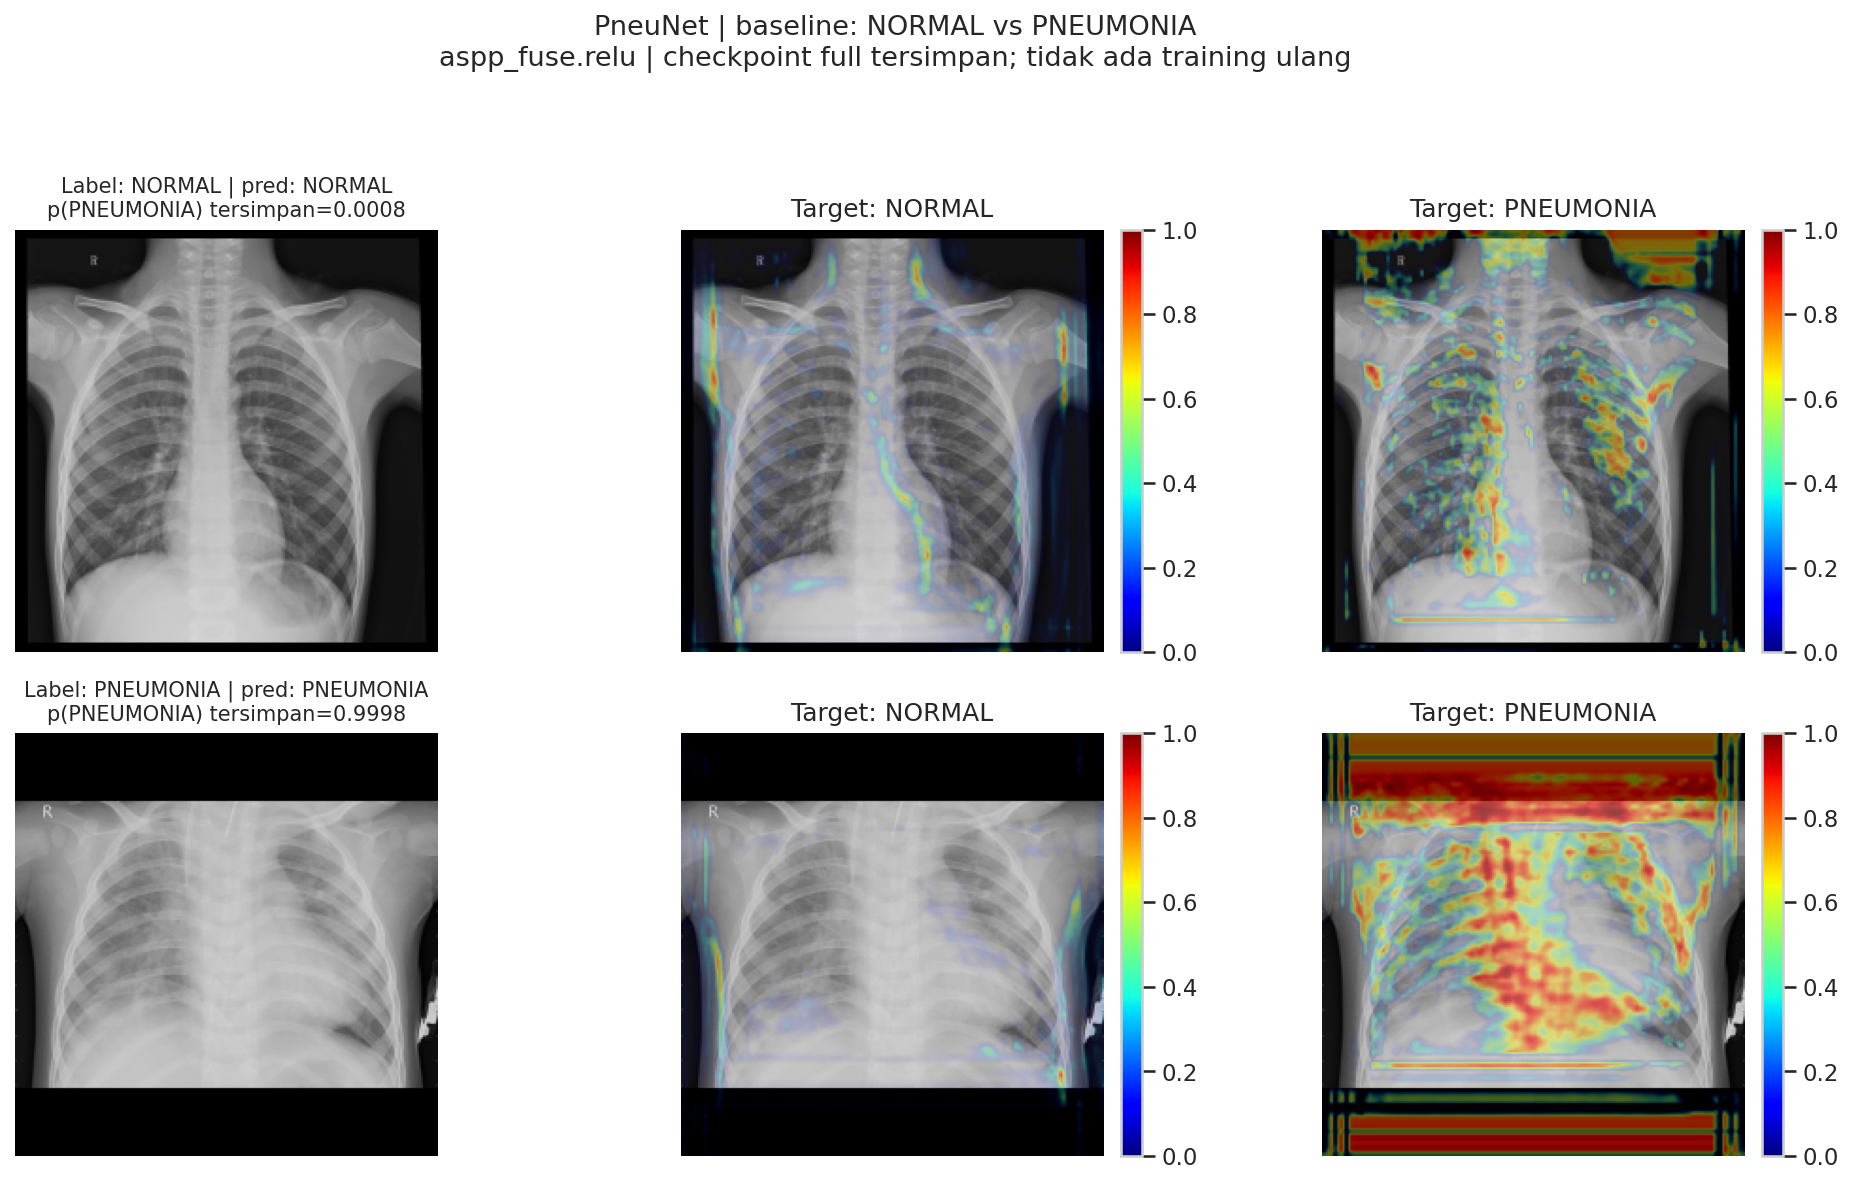 PneuNet | baseline: NORMAL vs PNEUMONIA
aspp_fuse.relu | checkpoint full tersimpan; tidak ada training ulang
Label: NORMAL | pred: NORMAL
p(PNEUMONIA) tersimpan=0.0008
R
Target: NORMAL
R
1.0
0.8
0.6
0.4
0.2
0.0
Target: PNEUMONIA
R
1.0
0.8
0.6
0.4
0.2
0.0
Label: PNEUMONIA | pred: PNEUMONIA
p(PNEUMONIA) tersimpan=0.9998
R
Target: NORMAL
R
1.0
0.8
0.6
0.4
0.2
0.0
Target: PNEUMONIA
R
1.0
0.8
0.6
0.4
0.2
0.0